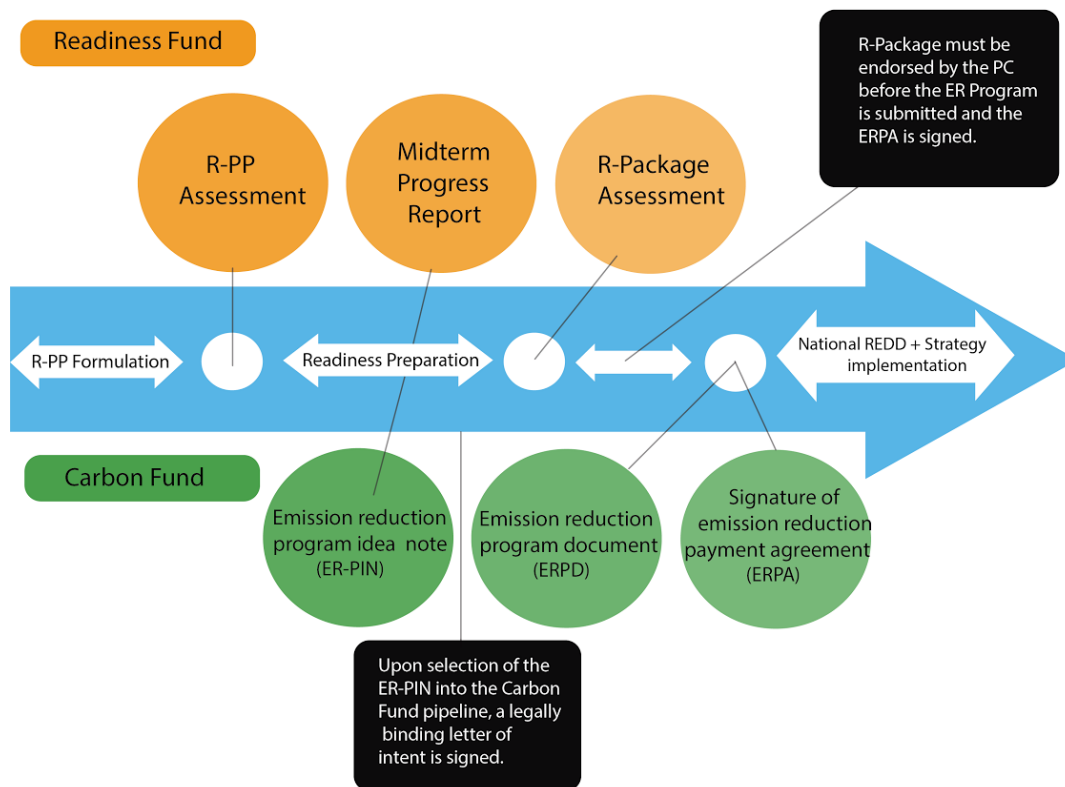 Readiness Fund
R-Package must be
endorsed by the PC
before the ER Program
is submitted and the
ERPA is signed.
R-PP
Assessment
Midterm
Progress
Report
R-Package
Assessment
R-PP Formulation
Readiness Preparation
National REDD + Strategy
implementation
Carbon Fund
Emission reduction
program idea note
(ER-PIN)
Emission reduction
program document
(ERPD)
Signature of
emission reduction
payment agreement
(ERPA)
Upon selection of the
ER-PIN into the Carbon
Fund pipeline, a legally
binding letter of
intent is signed.